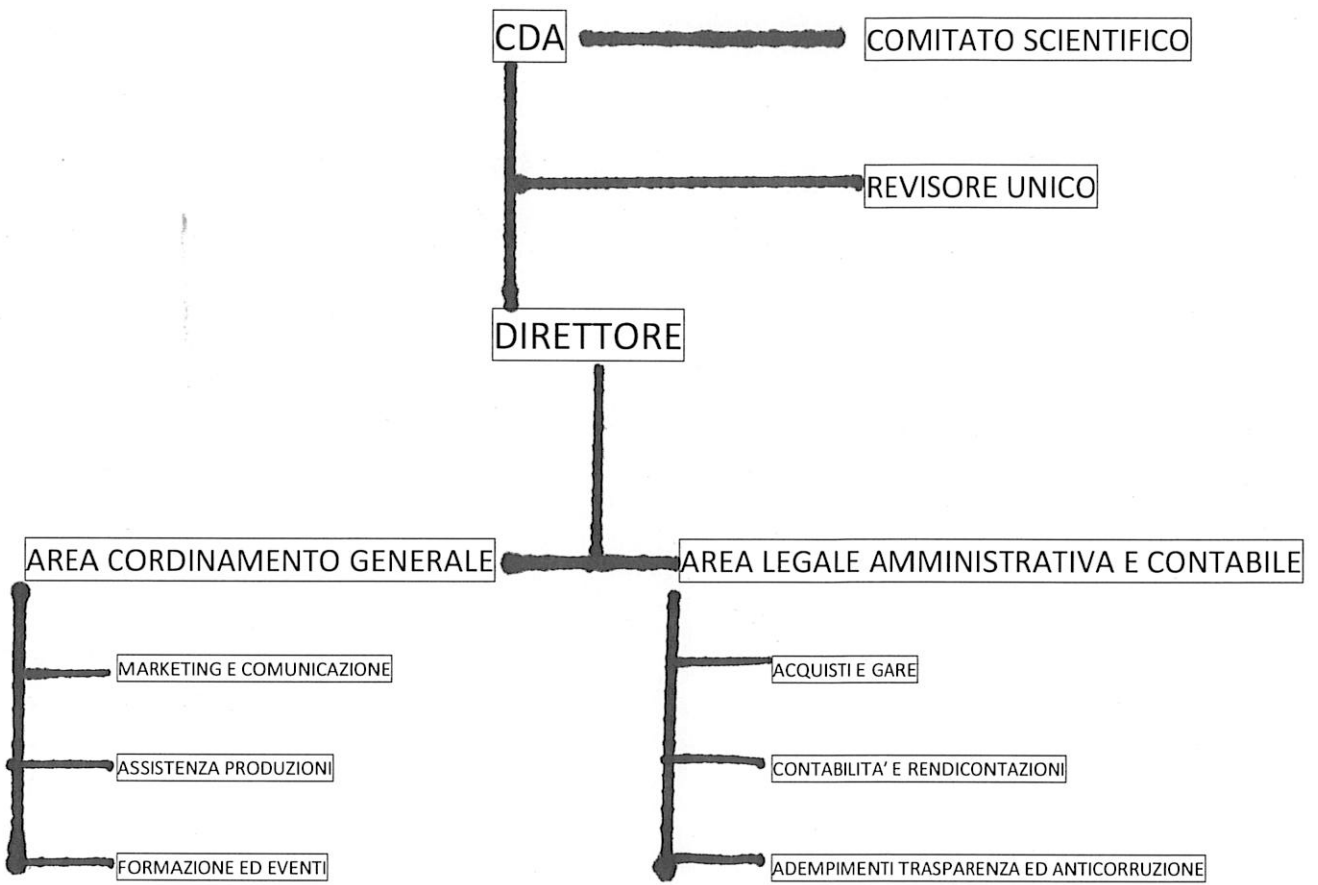 CDA
COMITATO SCIENTIFICO
REVISORE UNICO
DIRETTORE
AREA CORDINAMENTO GENERALE
AREA LEGALE AMMINISTRATIVA E CONTABILE
MARKETING E COMUNICAZIONE
ACQUISTI E GARE
ASSISTENZA PRODUZIONI
CONTABILITA' E RENDICONTAZIONI
FORMAZIONE ED EVENTI
ADEMPIMENTI TRASPARENZA ED ANTICORRUZIONE